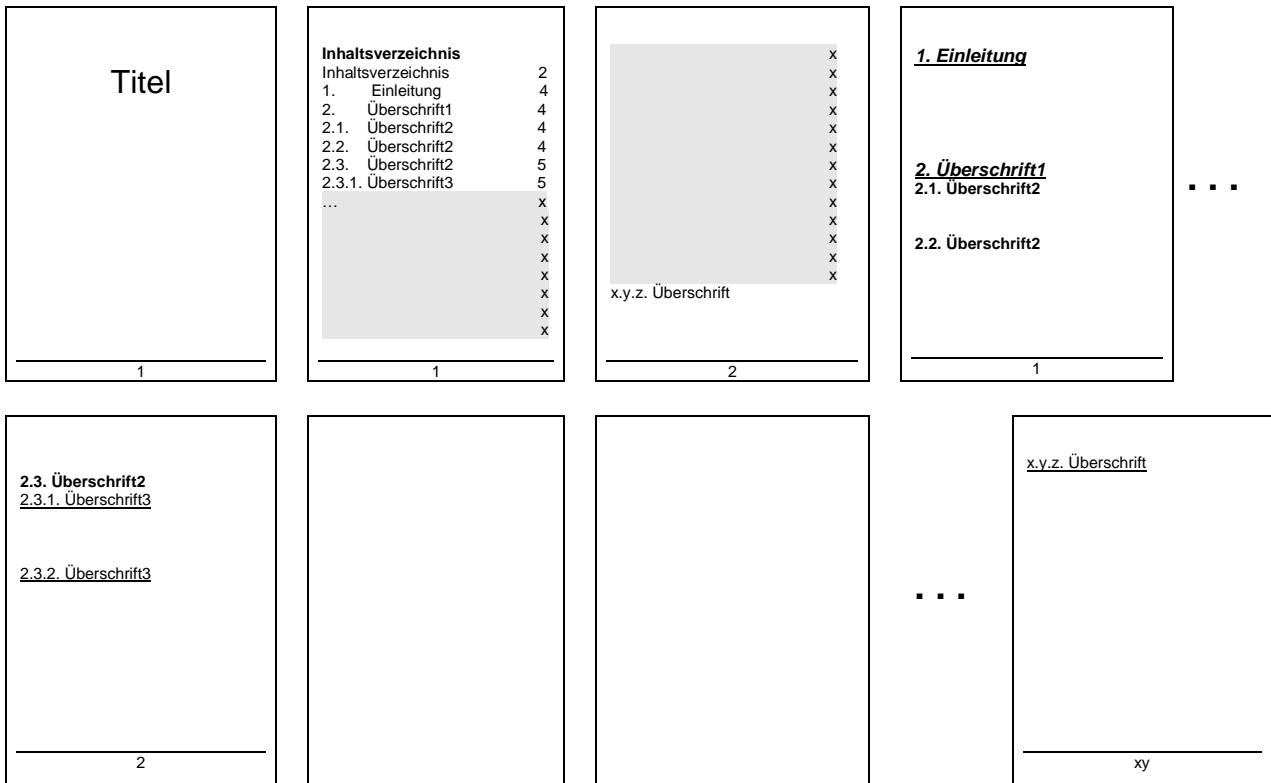 Titel
1
Inhaltsverzeichnis
Inhaltsverzeichnis 2
1. Einleitung 4
2. Überschrift1 4
2.1. Überschrift2 4
2.2. Überschrift2 4
2.3. Überschrift2 5
2.3.1. Überschrift3 5
… x
x
x
x
x
x
x
x
1
x
x
x
x
x
x
x
x
x
x
x
x
x
x.y.z. Überschrift
2
1. Einleitung
2. Überschrift1
2.1. Überschrift2
2.2. Überschrift2
1
. . .
2.3. Überschrift2
2.3.1. Überschrift3
2.3.2. Überschrift3
2
. . .
x.y.z. Überschrift
xy